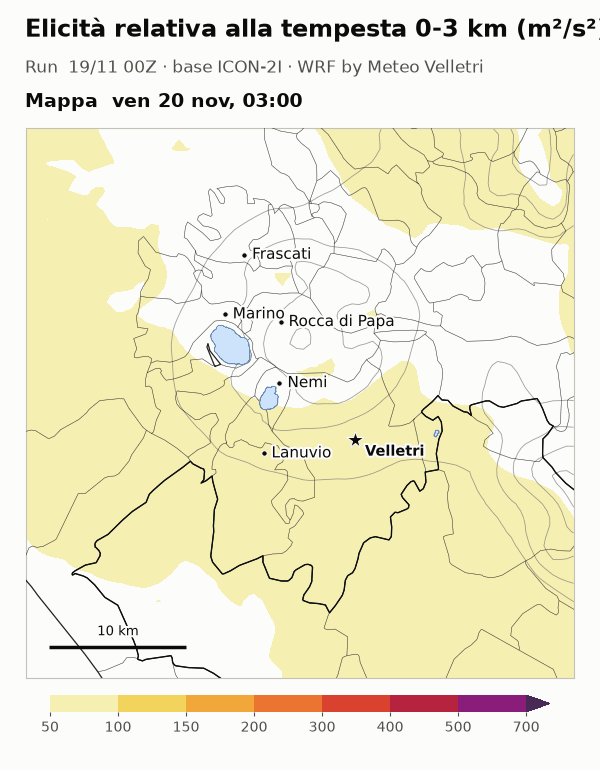 Elicità relativa alla tempesta 0-3 km (m²/s²)
Run  19/11 00Z · base ICON-2I · WRF by Meteo Velletri
Mappa  ven 20 nov, 03:00
Frascati
Marino
Rocca di Papa
Nemi
Velletri
Lanuvio
10 km
50 100 150 200 300 400 500 700